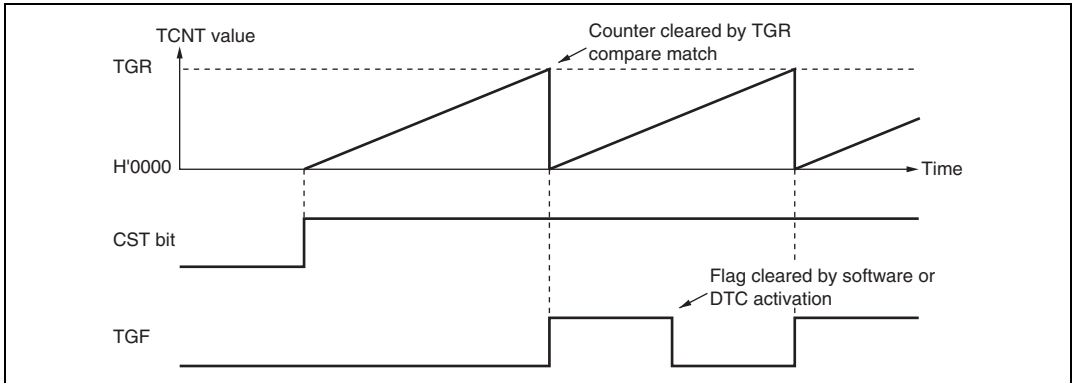 TCNT value
Counter cleared by TGR
compare match
TGR
H'0000
Time
CST bit
Flag cleared by software or
DTC activation
TGF